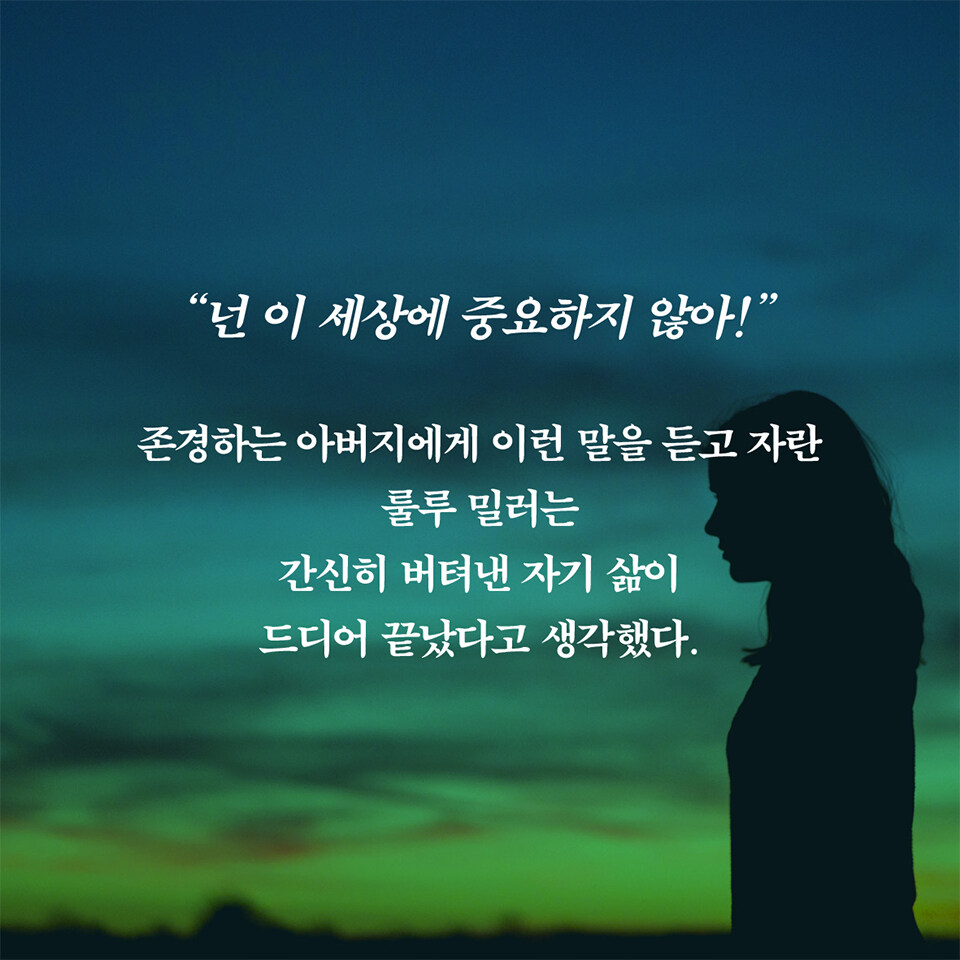 “넌 이 세상에 중요하지 않아!”
존경하는 아버지에게 이런 말을 듣고 자란
룰루 밀러는
간신히 버텨낸 자기 삶이
드디어 끝났다고 생각했다.